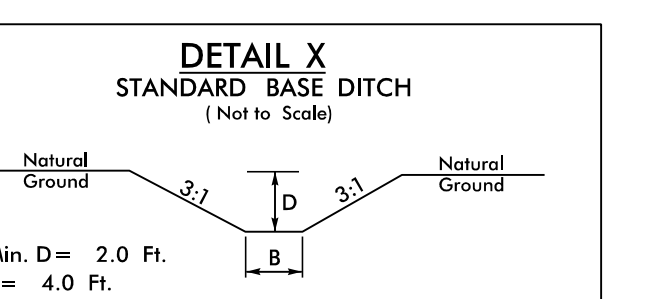 DETAIL X
STANDARD BASE DITCH
( Not to Scale)
Natural
Ground
3:1
D
3:1
Natural
Ground
B
D= 2.0 Ft.
= 4.0 Ft.